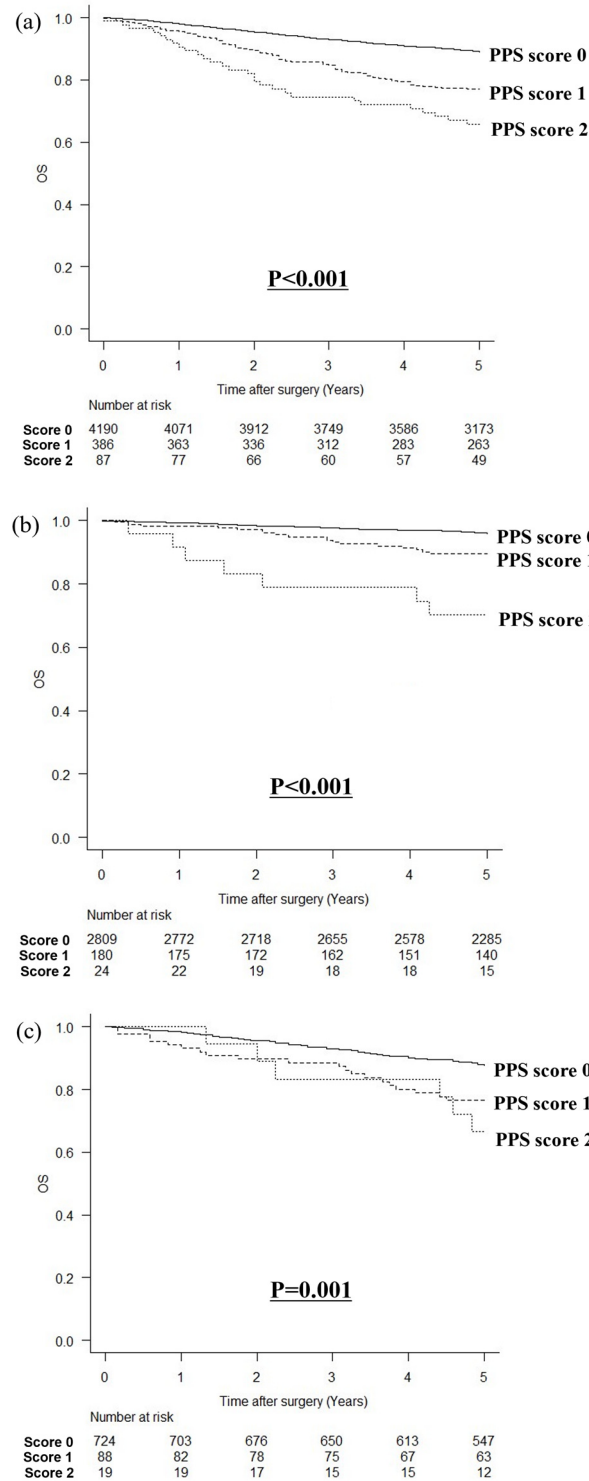 (a)
1.0
0.8
0.6
0.4
0.2
0.0
OS
PPS score 0
PPS score 1
PPS score 2
P<0.001
0 1 2 3 4 5
Time after surgery (Years)
Number at risk
Score 0 4190 4071 3912 3749 3586 3173
Score 1 386 363 336 312 283 263
Score 2 87 77 66 60 57 49
(b)
1.0
0.8
0.6
0.4
0.2
0.0
OS
PPS score 0
PPS score 1
PPS score
P<0.001
0 1 2 3 4 5
Time after surgery (Years)
Number at risk
Score 0 2809 2772 2718 2655 2578 2285
Score 1 180 175 172 162 151 140
Score 2 24 22 19 18 18 15
(c)
1.0
0.8
0.6
0.4
0.2
0.0
OS
PPS score 0
PPS score 1
PPS score 2
P=0.001
0 1 2 3 4 5
Time after surgery (Years)
Number at risk
Score 0 724 703 676 650 613 547
Score 1 88 82 78 75 67 63
Score 2 19 19 17 15 15 12